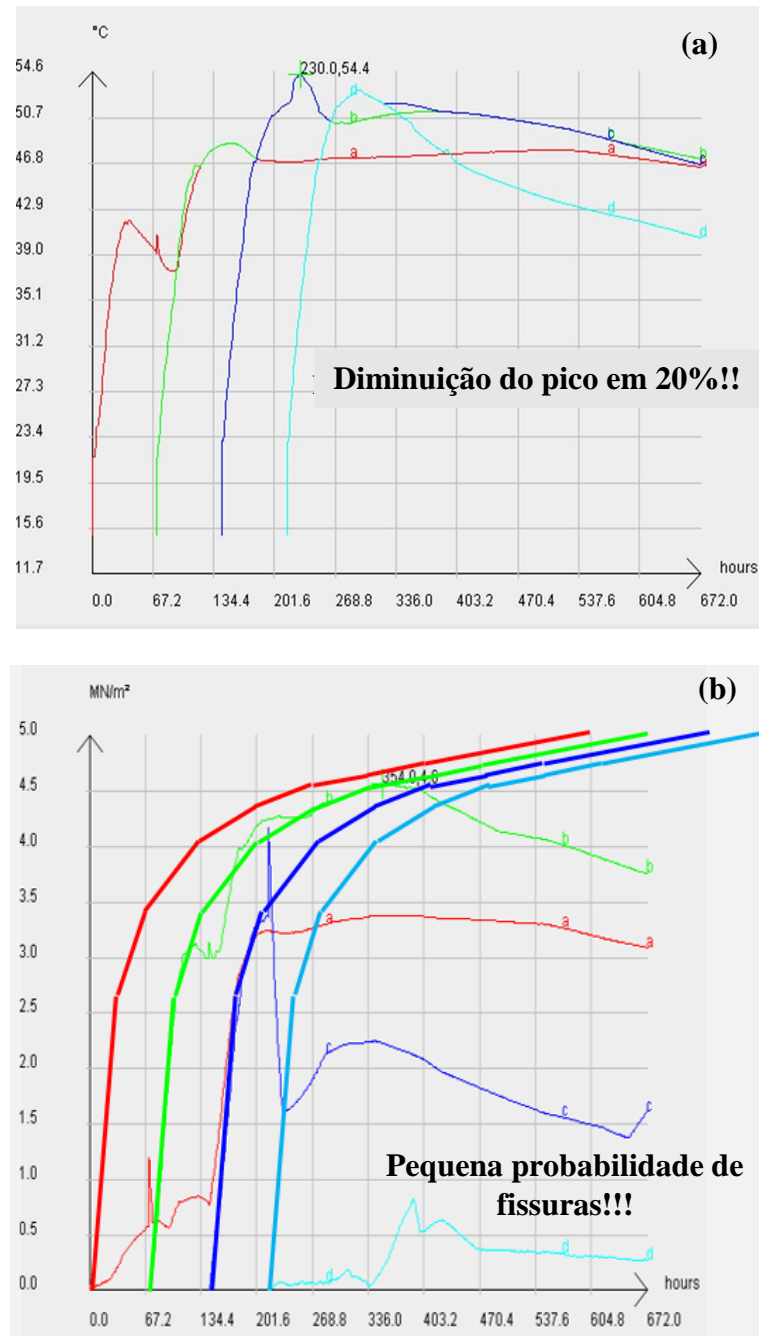 °C
(a)
54.6
230.0,54.4
d
50.7
b
c
46.8
a
a
b
c
a
42.9
d
d
39.0
35.1
31.2
27.3
Diminuição do pico em 20%!!
23.4
19.5
15.6
11.7
hours
0.0 67.2 134.4 201.6 268.8 336.0 403.2 470.4 537.6 604.8 672.0
MN/m²
(b)
5.0
4.5
b
4.0
b
b
3.5
a
a
a
3.0
2.5
c
2.0
c
c
1.5
1.0
Pequena probabilidade de
fissuras!!!
0.5
d
d
d
0.0
hours
0.0 67.2 134.4 201.6 268.8 336.0 403.2 470.4 537.6 604.8 672.0